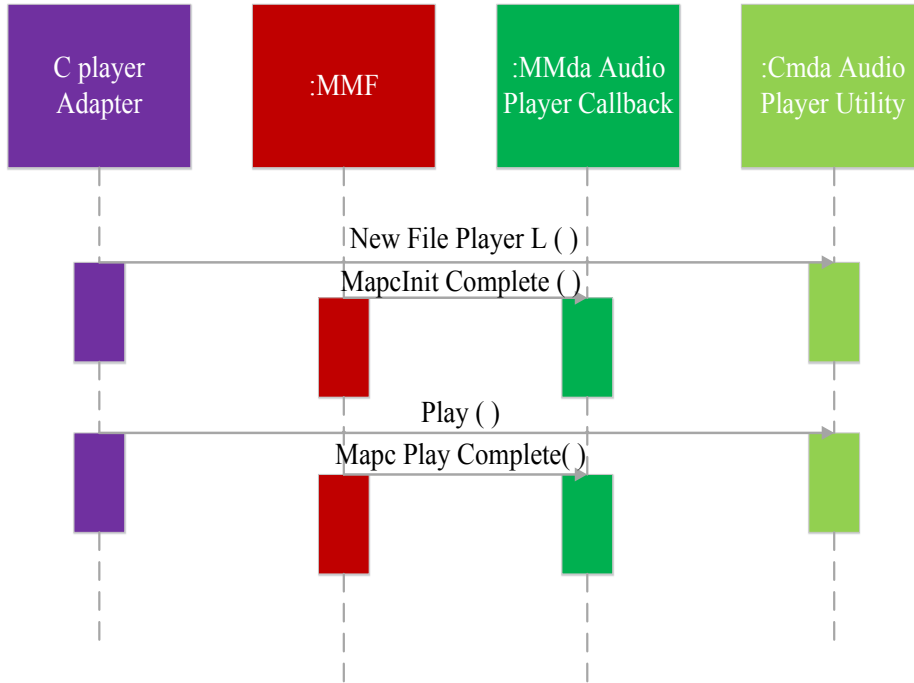 C player
Adapter
:MMF
:MMda Audio
Player Callback
:Cmda Audio
Player Utility
New File Player L ( )
MapcInit Complete ( )
Play ( )
Mapc Play Complete( )